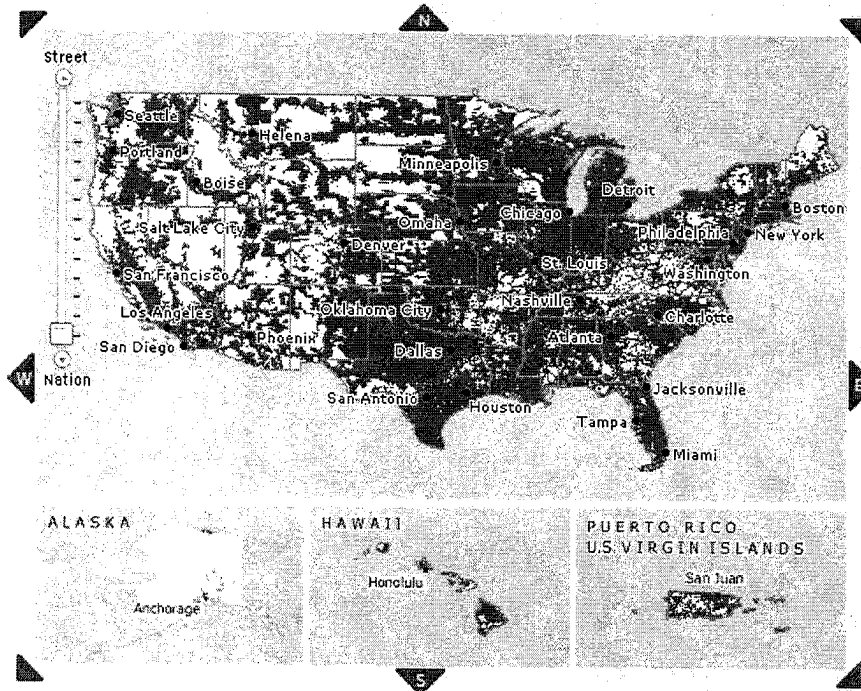 N
Street
Seattle
Helena
Portland
Minneapolis
Boise
Detroit
Chicago
Boston
Salt Lake City
Omaha
Philadelphia
New York
Denver
St. Louis
Washington
San Francisco
Nashville
Los Angeles
Oklahoma City
Charlotte
Phoenix
Atlanta
San Diego
Dallas
W
E
Nation
San Antonio
Houston
Jacksonville
Tampa
Miami
ALASKA
HAWAII
PUERTO RICO
U.S. VIRGIN ISLANDS
Honolulu
San Juan
Anchorage
S